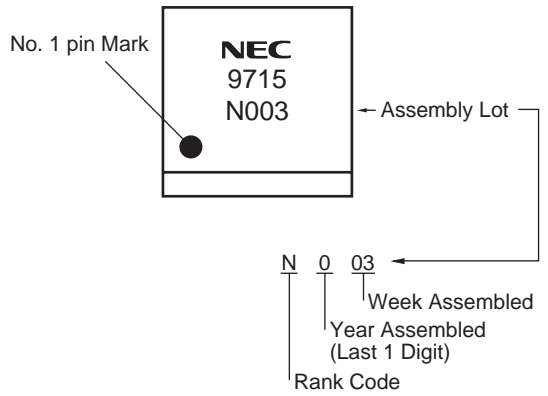 No. 1 pin Mark
NEC
9715
N003
Assembly Lot
N 0 03
Week Assembled
Year Assembled
(Last 1 Digit)
Rank Code